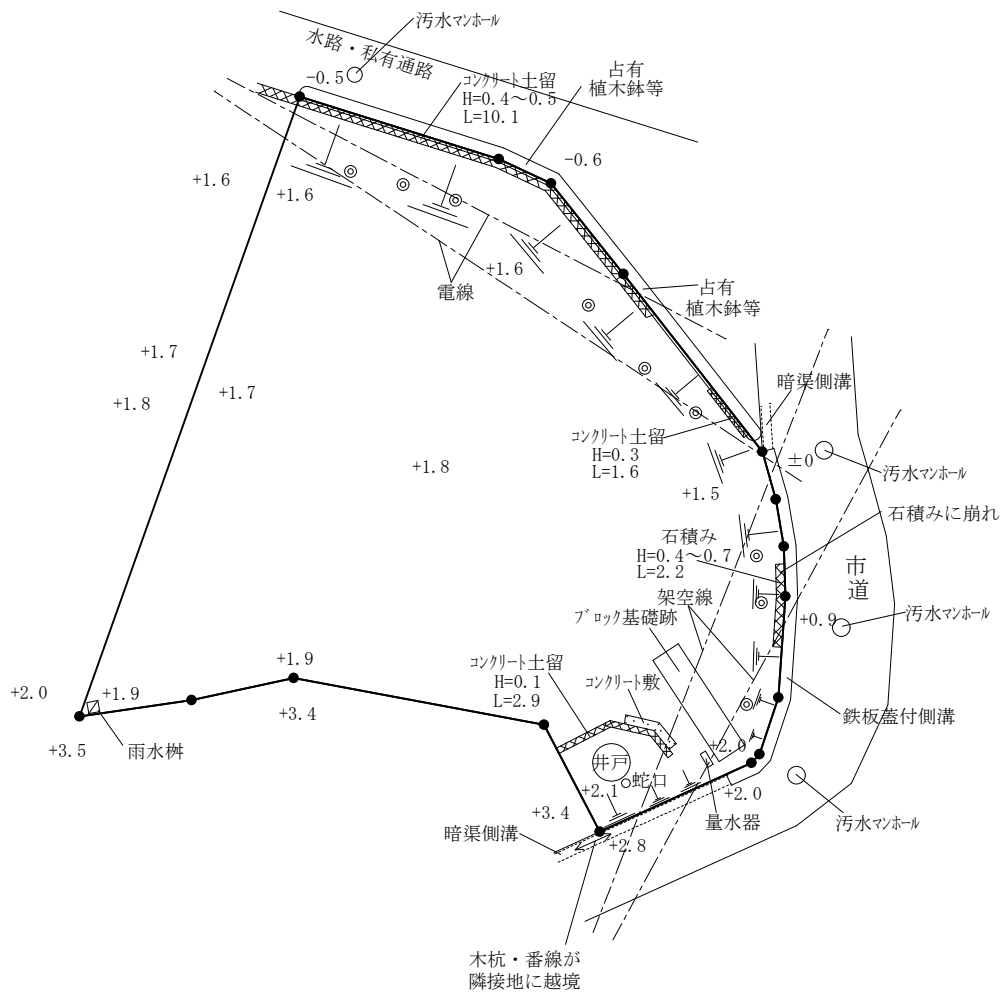 汚水マンホール
水路・私有通路
-0.5
コンクリート土留
H=0.4～0.5
L=10.1
占有
植木鉢等
-0.6
+1.6
+1.6
+1.6
電線
占有
植木鉢等
+1.7
+1.8
+1.7
暗渠側溝
コンクリート土留
H=0.3
L=1.6
±0
+1.8
汚水マンホール
+1.5
石積みに崩れ
石積み
H=0.4～0.7
L=2.2
市道
架空線
ブロック基礎跡
+0.9
汚水マンホール
+1.9
コンクリート土留
H=0.1
L=2.9
コンクリート敷
+2.0
+1.9
+3.4
鉄板蓋付側溝
+3.5
雨水桝
+2.0
井戸
蛇口
+2.1
+2.0
+3.4
量水器
汚水マンホール
暗渠側溝
+2.8
木杭・番線が
隣接地に越境